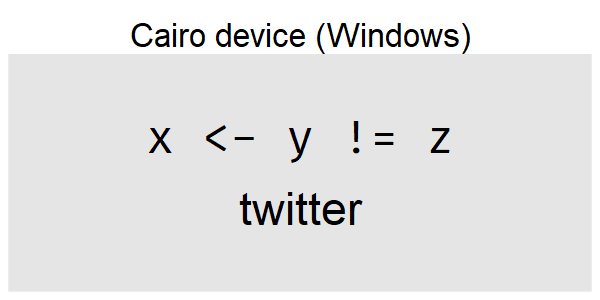 Cairo device (Windows)
x <- y != z
twitter